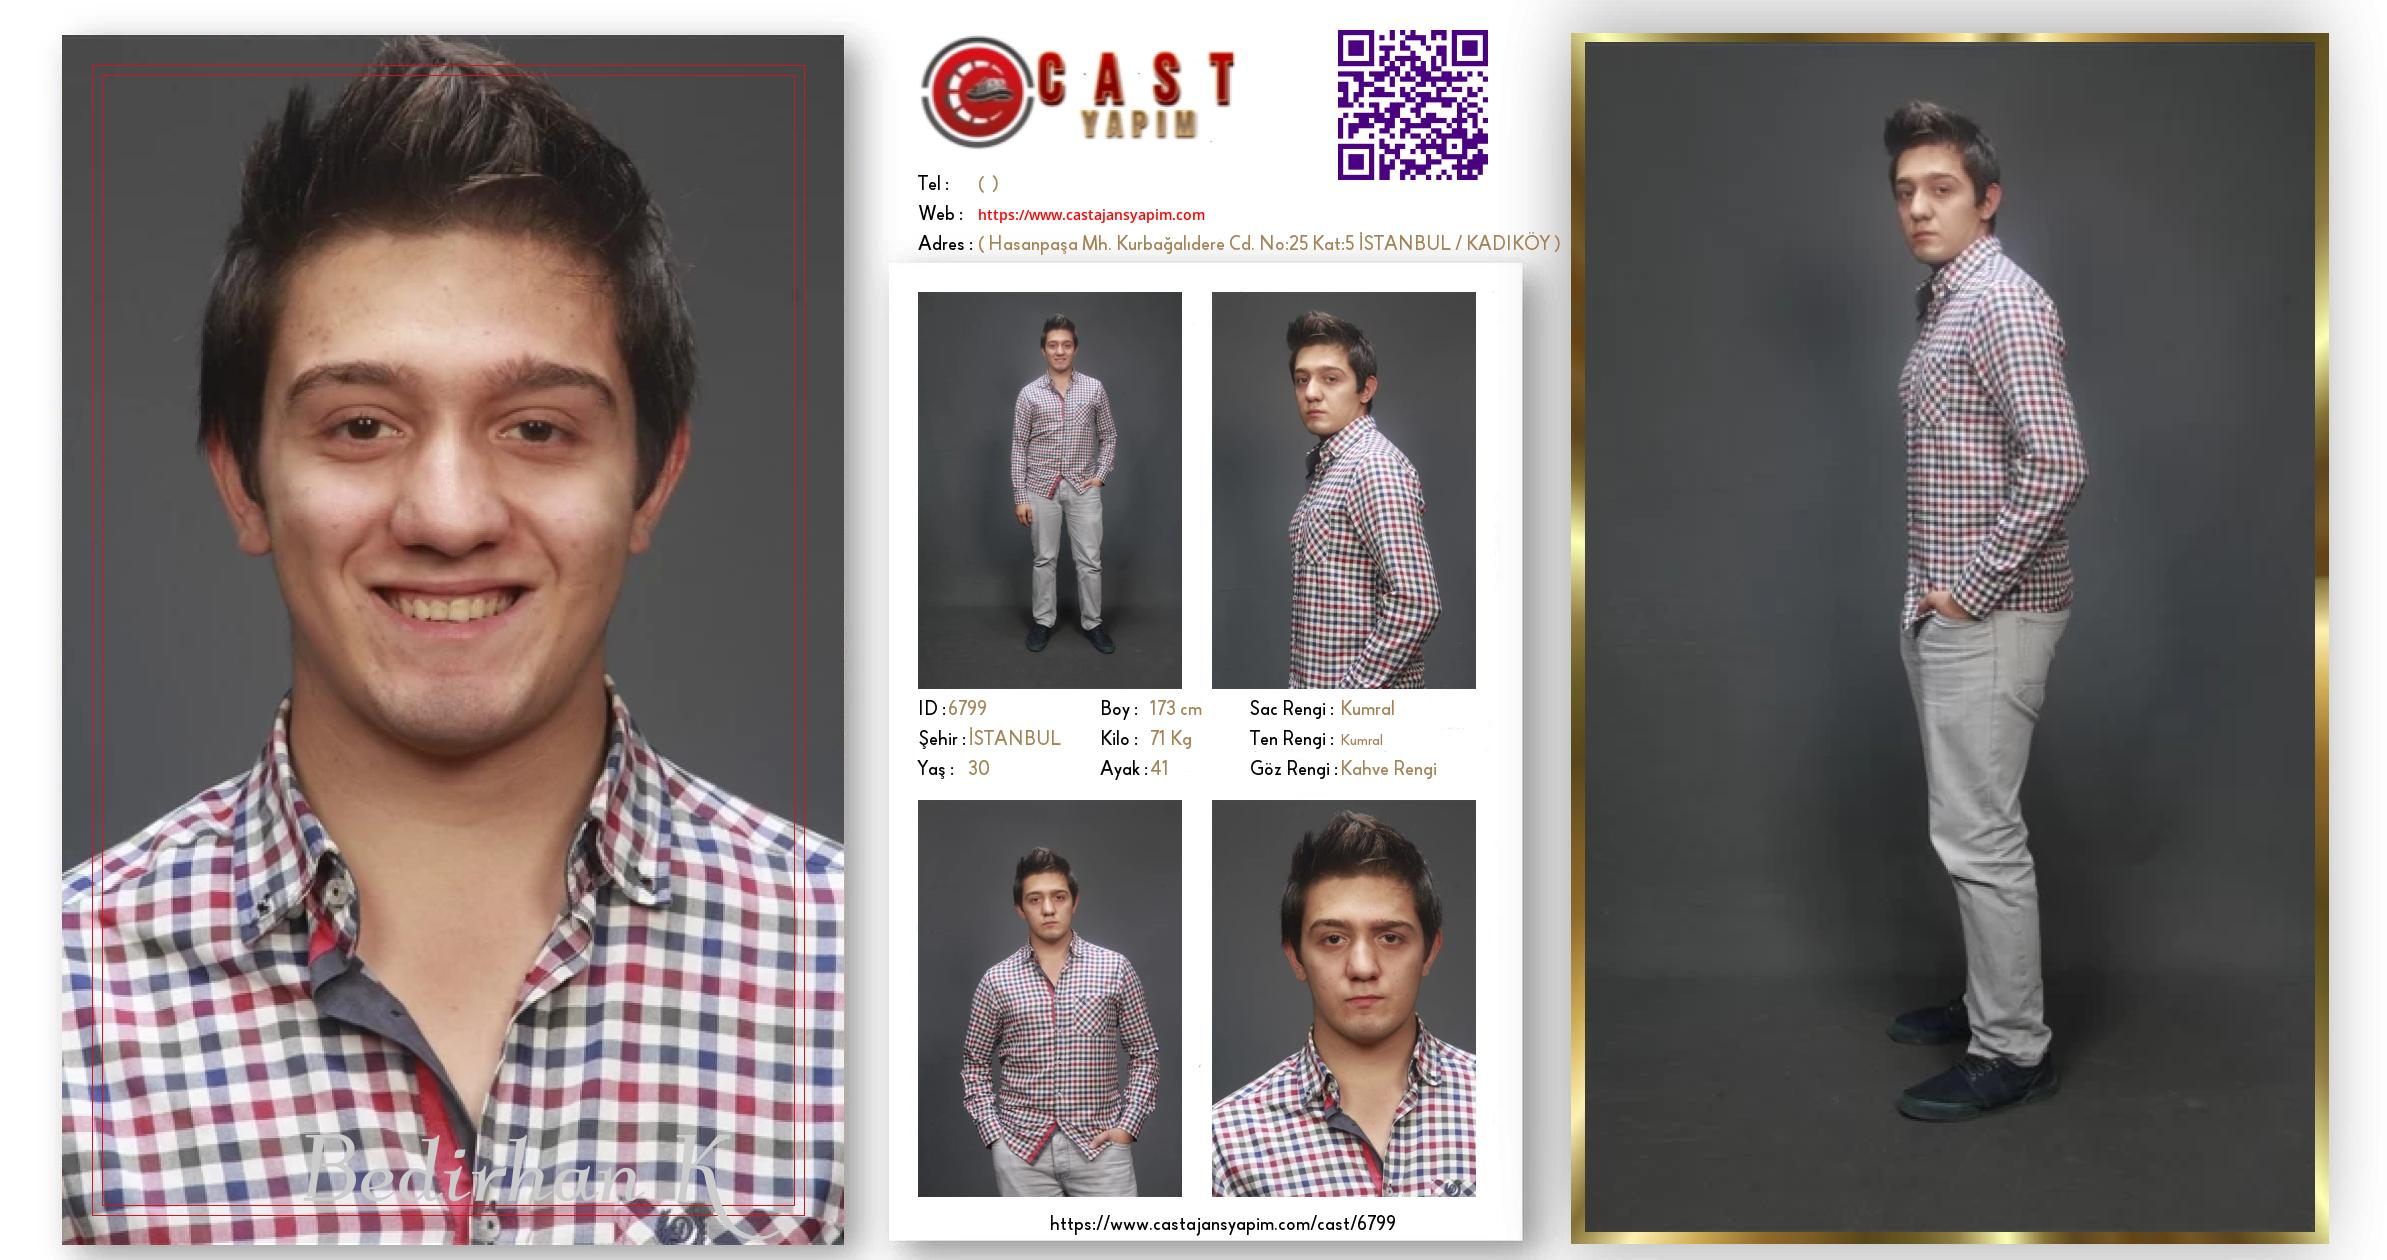 Bedirhan K
CAST
YAPIM
Tel : ( )
Web : https://www.castajansyapim.com
Adres : ( Hasanpaşa Mh. Kurbağalıdere Cd. No:25 Kat:5 İSTANBUL / KADIKÖY )
ID : 6799 Boy : 173 cm Sac Rengi : Kumral
Şehir : İSTANBUL Kilo : 71 Kg Ten Rengi : Kumral
Yaş : 30 Ayak : 41 Göz Rengi : Kahve Rengi
https://www.castajansyapim.com/cast/6799